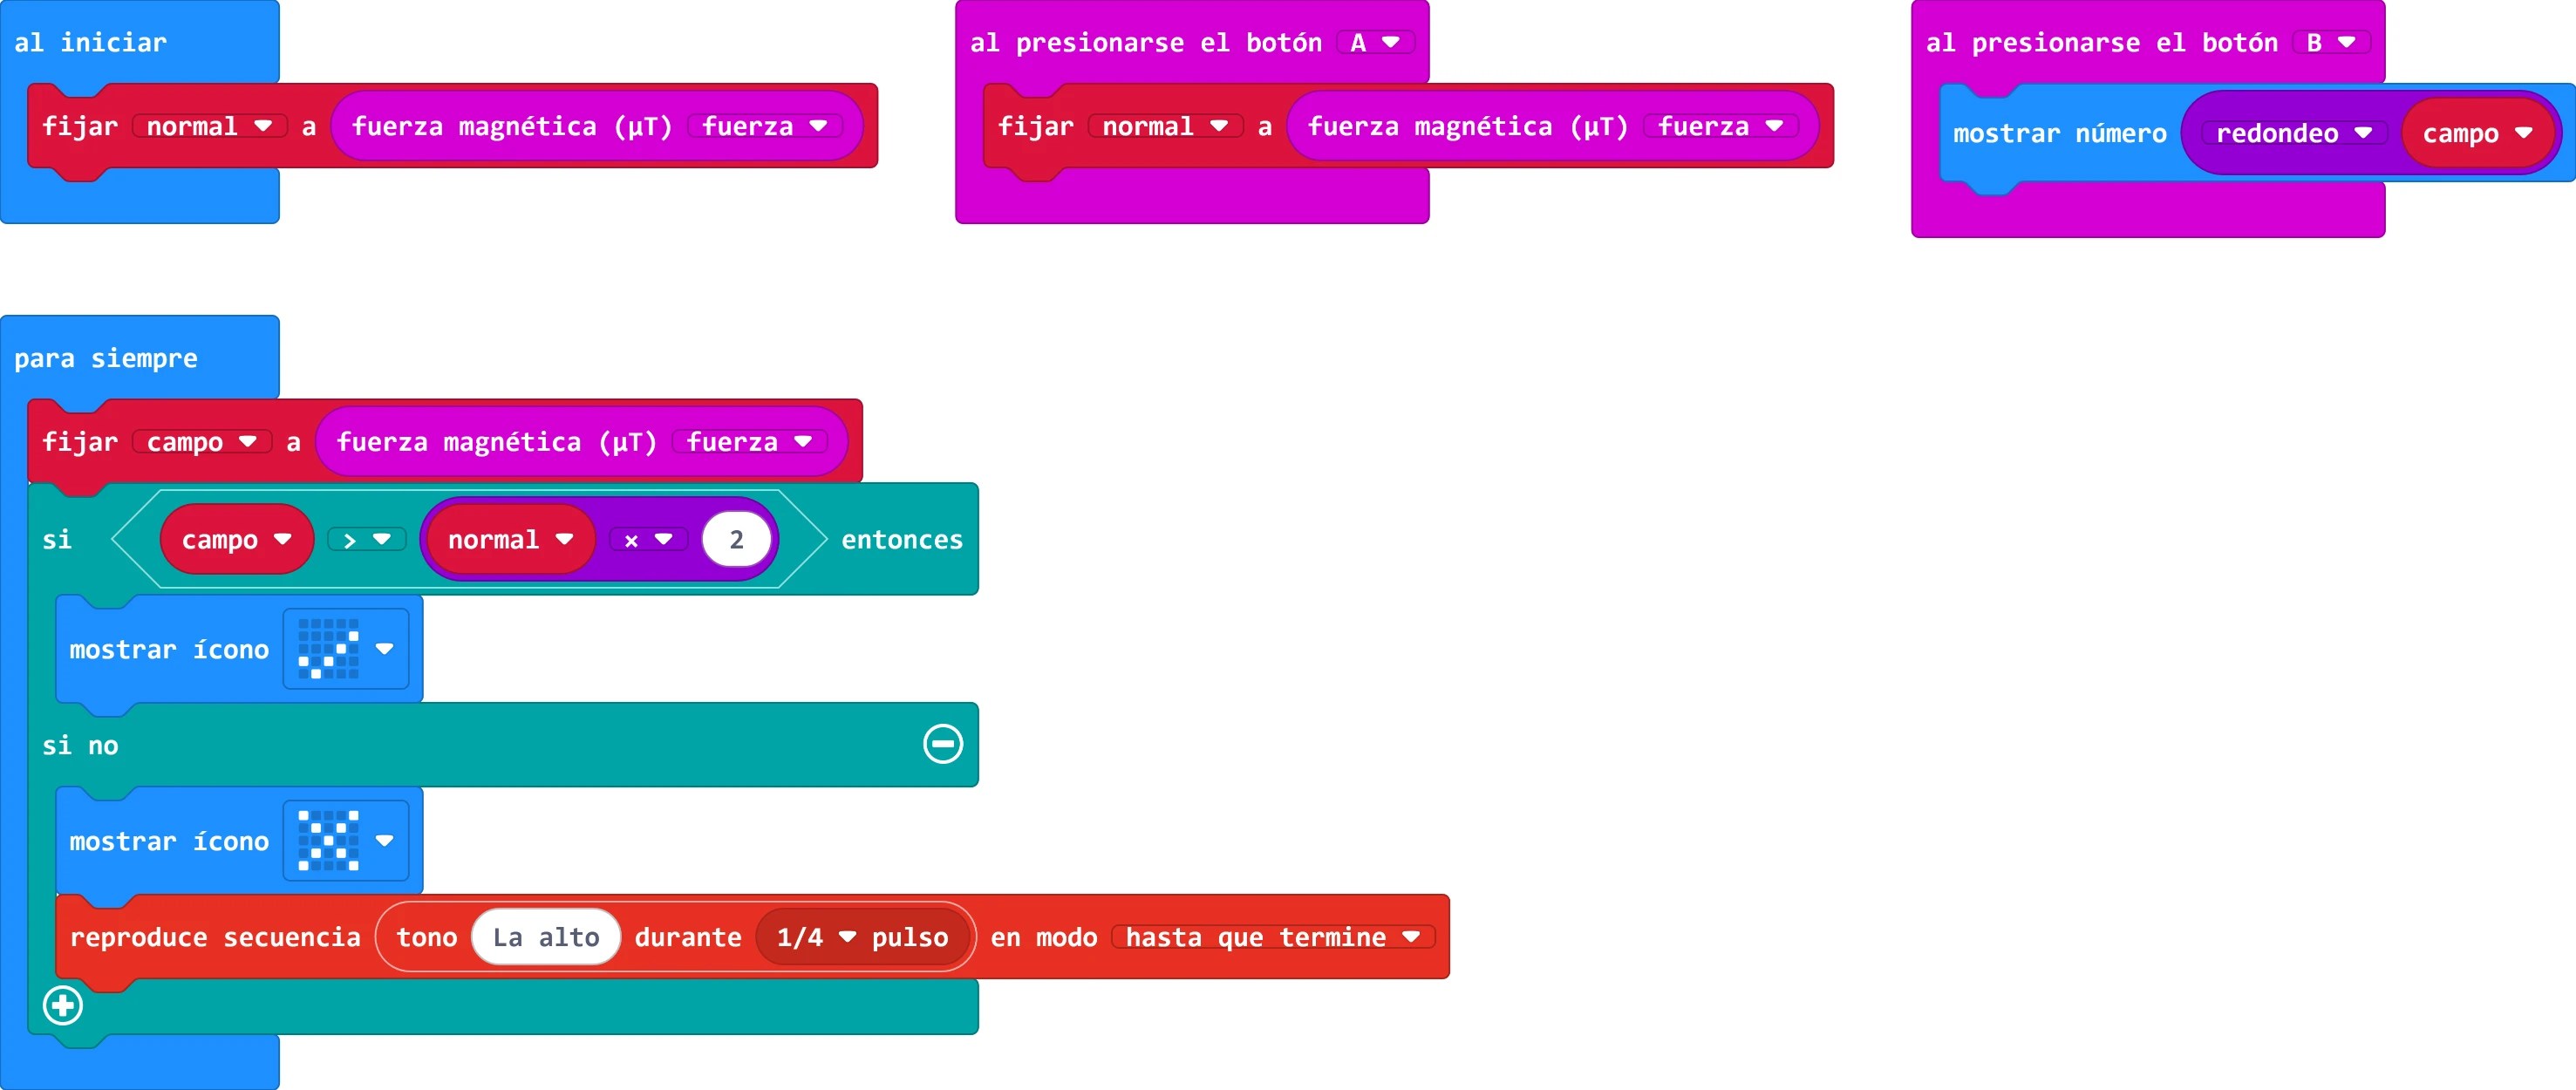 al iniciar
fijar normal a fuerza magnética (µT) fuerza
al presionarse el botón A
fijar normal a fuerza magnética (µT) fuerza
al presionarse el botón B
mostrar número redondeo campo
para siempre
fijar campo a fuerza magnética (µT) fuerza
si campo > normal × 2 entonces
mostrar ícono
si no
mostrar ícono
reproduce secuencia tono La alto durante 1/4 pulso en modo hasta que termine